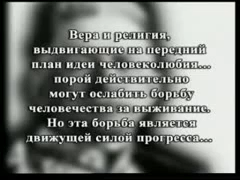 Вера и религия,
выдвигающие на передний
план идеи человеколюбия...
порой действительно
могут ослабить борьбу
человечества за выживание.
Но эта борьба является
движущей силой прогресса...